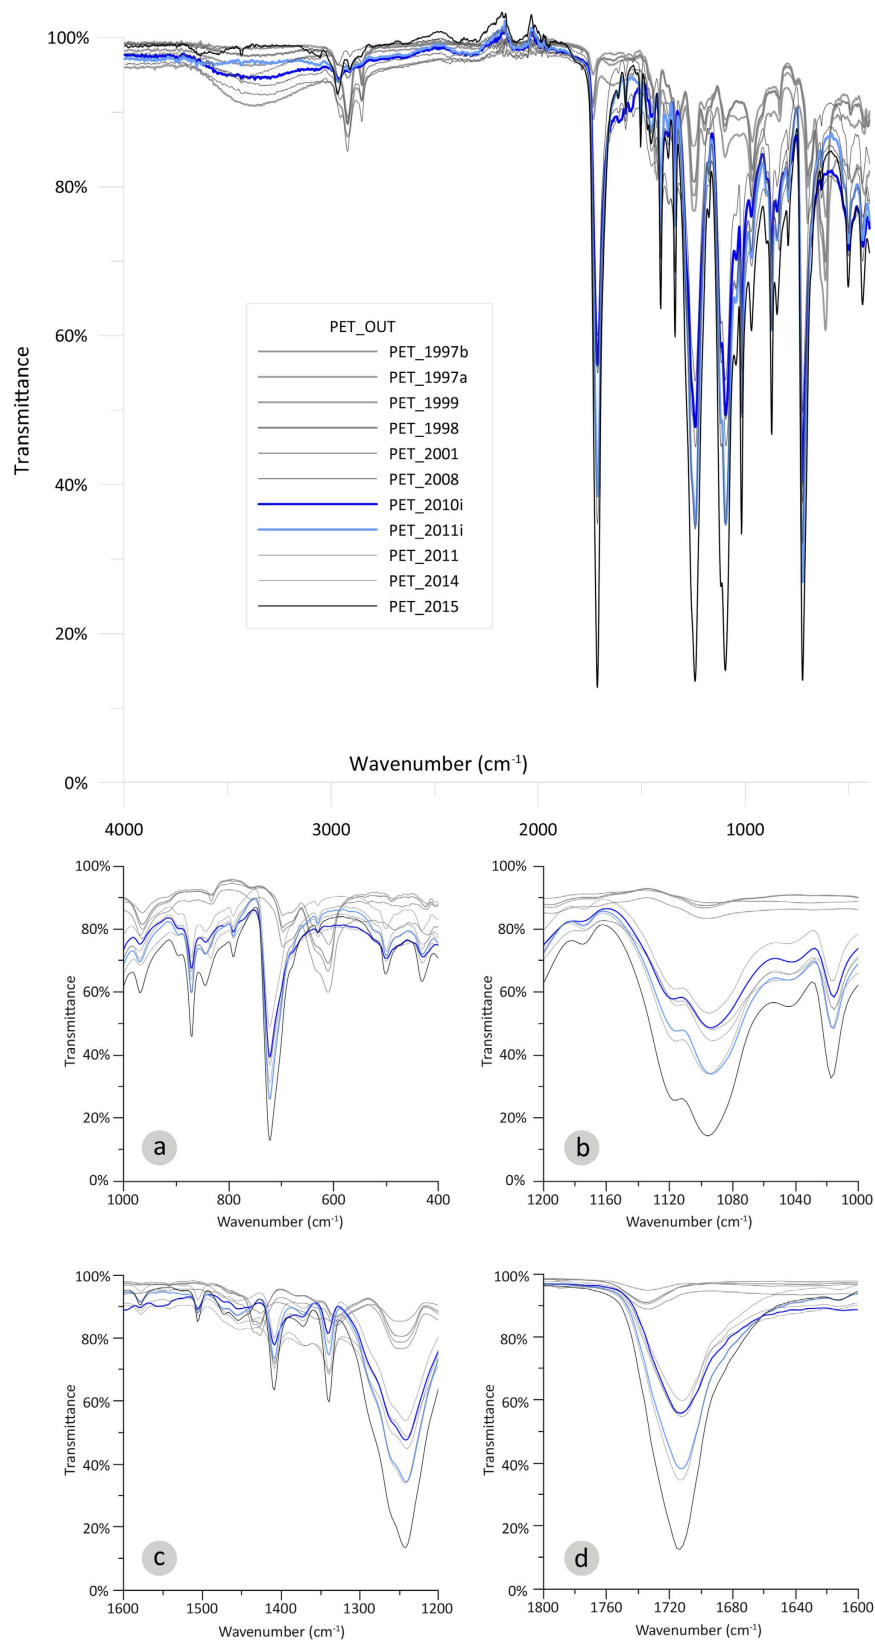 100%
80%
60%
40%
20%
0%
Transmittance
PET_OUT
PET_1997b
PET_1997a
PET_1999
PET_1998
PET_2001
PET_2008
PET_2010i
PET_2011i
PET_2011
PET_2014
PET_2015
Wavenumber (cm⁻¹)
4000 3000 2000 1000
100%
80%
60%
40%
20%
0%
Transmittance
a
1000 800 600 400
Wavenumber (cm⁻¹)
100%
80%
60%
40%
20%
0%
Transmittance
b
1200 1160 1120 1080 1040 1000
Wavenumber (cm⁻¹)
100%
80%
60%
40%
20%
0%
Transmittance
c
1600 1500 1400 1300 1200
Wavenumber (cm⁻¹)
100%
80%
60%
40%
20%
0%
Transmittance
d
1800 1760 1720 1680 1640 1600
Wavenumber (cm⁻¹)